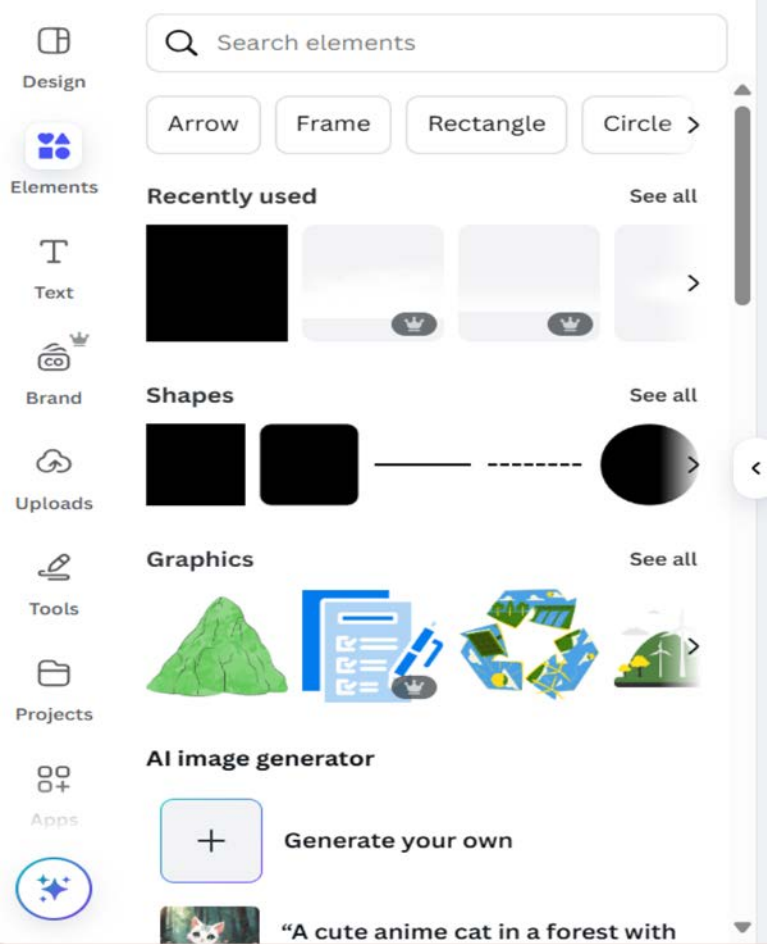 Search elements
Design
Arrow Frame Rectangle Circle
Elements
Recently used See all
Text
Brand
CO
Shapes See all
Uploads
Graphics See all
Tools
Projects
AI image generator
Apps
Generate your own
“A cute anime cat in a forest with